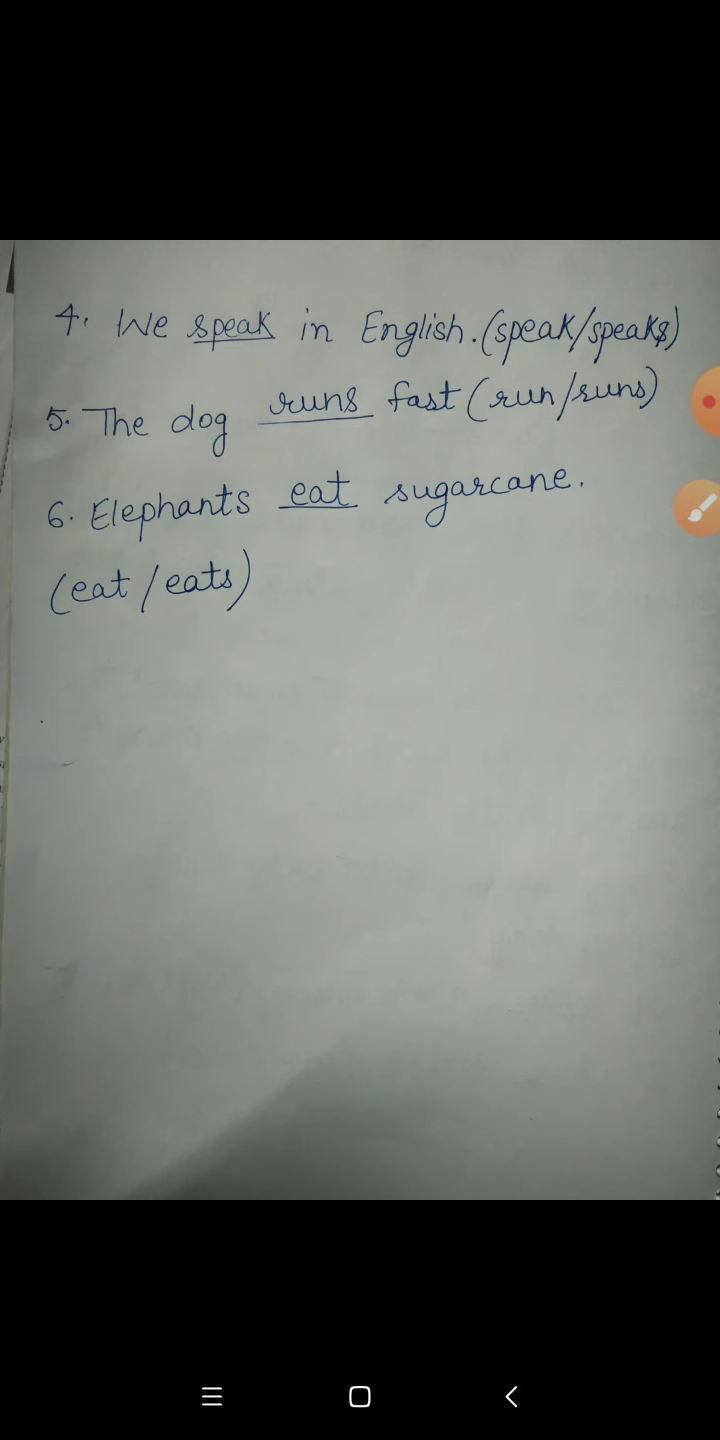 4. We speak in English. (speak/speaks)
5. The dog runs fast (run/runs)
6. Elephants eat sugarcane.
(eat/eats)